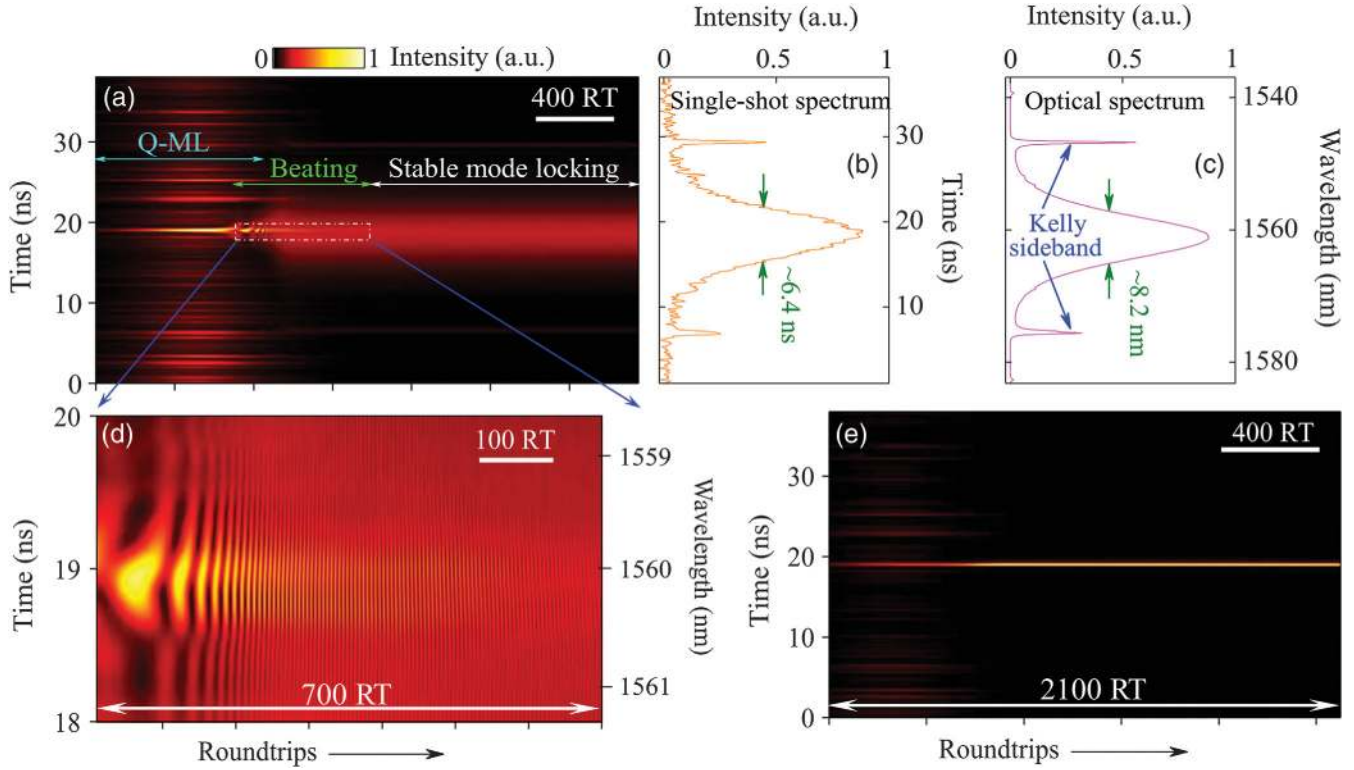 0 1 Intensity (a.u.)
(a)
400 RT
Q-ML
Beating
Stable mode locking
30
20
10
0
Time (ns)
Intensity (a.u.)
0 0.5 1
Single-shot spectrum
(b)
30
20
10
Time (ns)
~6.4 ns
Intensity (a.u.)
0 0.5 1
Optical spectrum
(c)
Kelly
sideband
~8.2 nm
1540
1560
1580
Wavelength (nm)
(d)
100 RT
20
19
18
Time (ns)
1559
1560
1561
Wavelength (nm)
700 RT
Roundtrips
(e)
400 RT
30
20
10
0
Time (ns)
2100 RT
Roundtrips